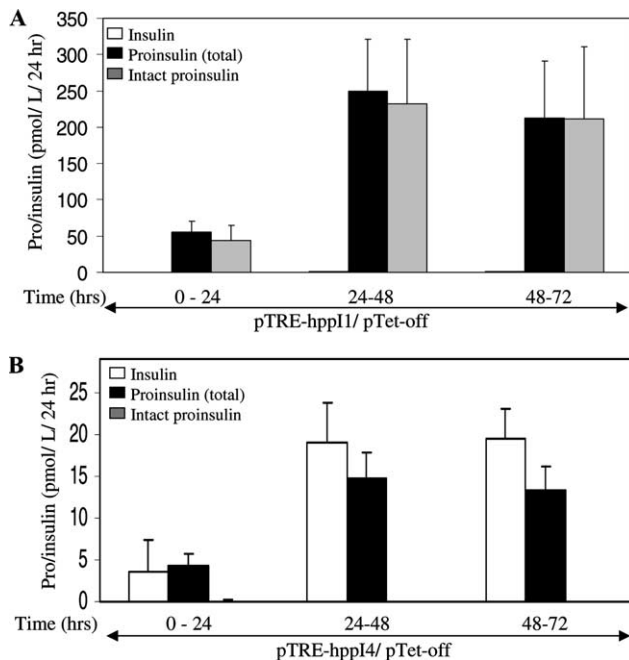 A
Pro/insulin (pmol/ L/ 24 hr)
350
300
250
200
150
100
50
0
Insulin
Proinsulin (total)
Intact proinsulin
Time (hrs)
0 - 24
24-48
48-72
pTRE-hppI1/ pTet-off
B
Pro/insulin (pmol/ L/ 24 hr)
25
20
15
10
5
0
Insulin
Proinsulin (total)
Intact proinsulin
Time (hrs)
0 - 24
24-48
48-72
pTRE-hppI4/ pTet-off